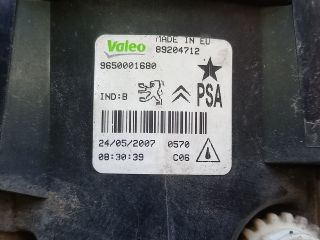 Valeo MADE IN EU
89204712
9650001680
IND:B PSA
24/05/2007 0570
08:30:39 C06